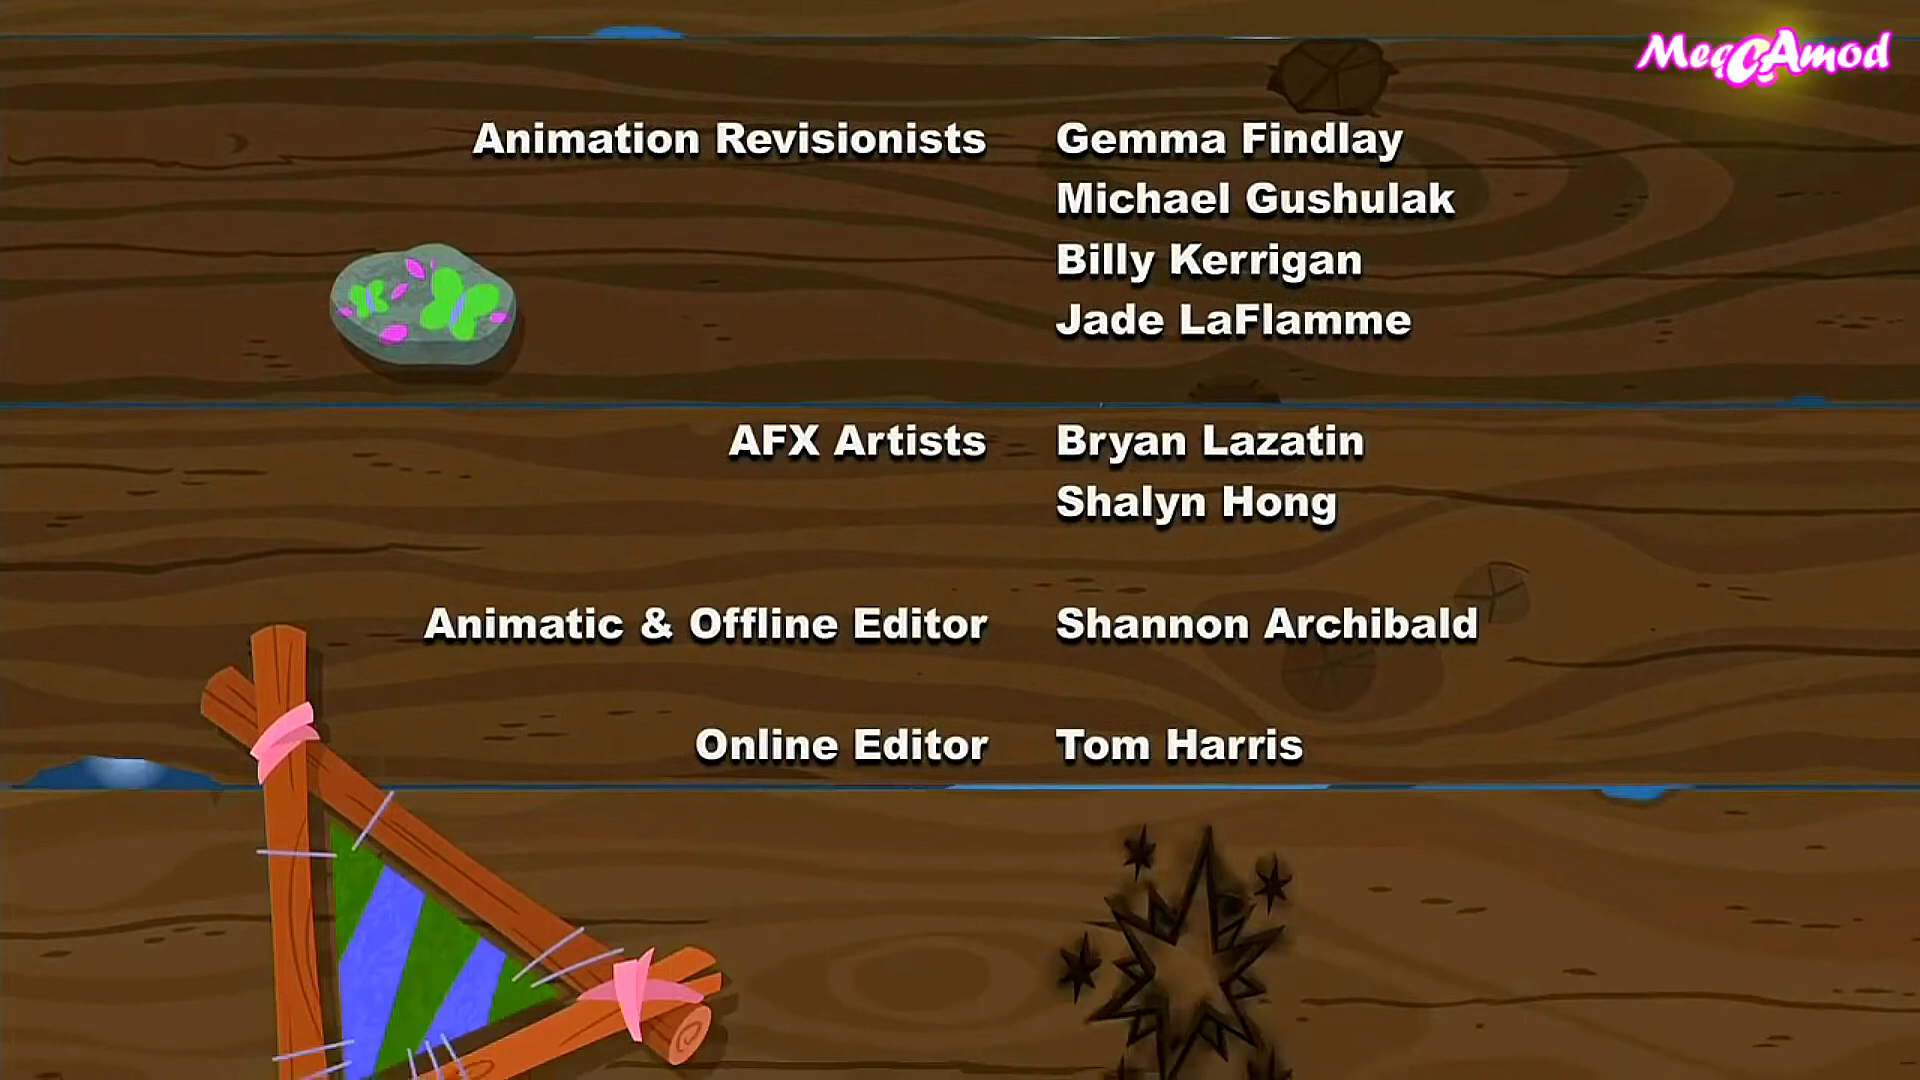 Animation Revisionists Gemma Findlay
Michael Gushulak
Billy Kerrigan
Jade LaFlamme
AFX Artists Bryan Lazatin
Shalyn Hong
Animatic & Offline Editor Shannon Archibald
Online Editor Tom Harris